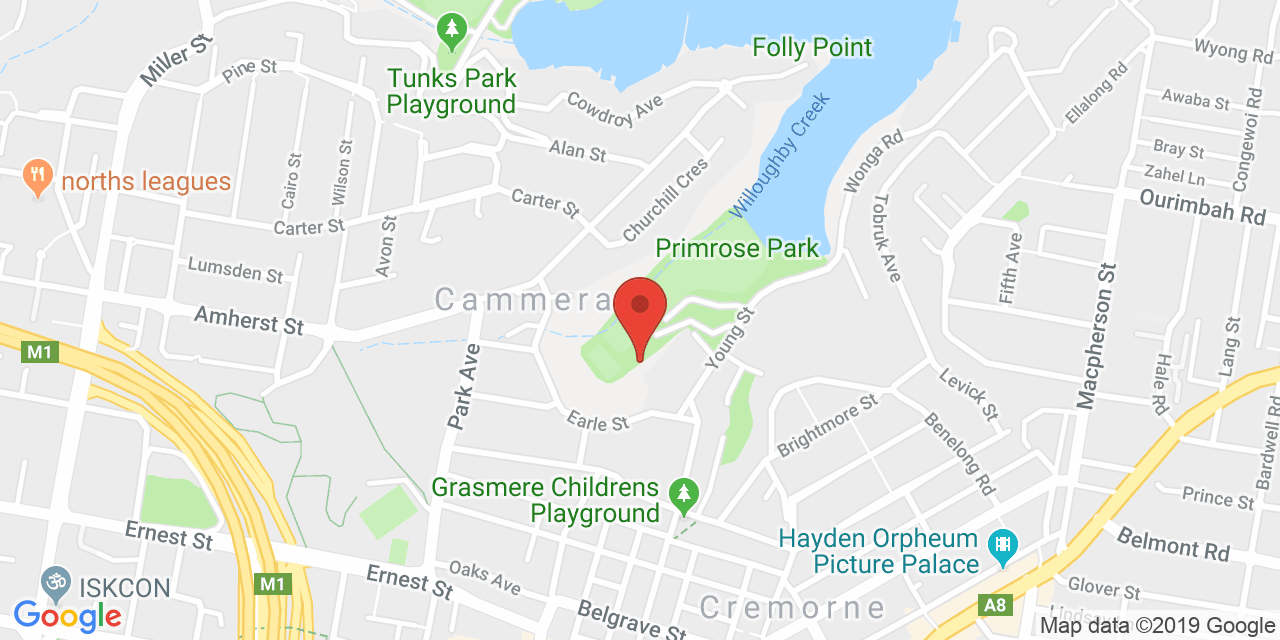 Folly Point
Miller St
Pine St
Tunks Park
Playground
Cowdroy Ave
Alan St
Willoughby Creek
Wonga Rd
Ellalong Rd
Wyong Rd
Awaba St
Congewoi Rd
Bray St
Zahel Ln
Ourimbah Rd
norths leagues
Cairo St
Wilson St
Carter St
Churchill Cres
Carter St
Avon St
Tobruk Ave
Fifth Ave
Primrose Park
Lumsden St
Cammera
Amherst St
M1
Park Ave
Young St
Macpherson St
Lang St
Hale Rd
Levick St
Earle St
Brightmore St
Benelong Rd
Bardwell Rd
Grasmere Childrens
Playground
Prince St
Ernest St
Hayden Orpheum
Picture Palace
Belmont Rd
ISKCON
M1
Ernest St
Oaks Ave
Belgrave St
Cremorne
A8
Glover St
Google
Map data ©2019 Google